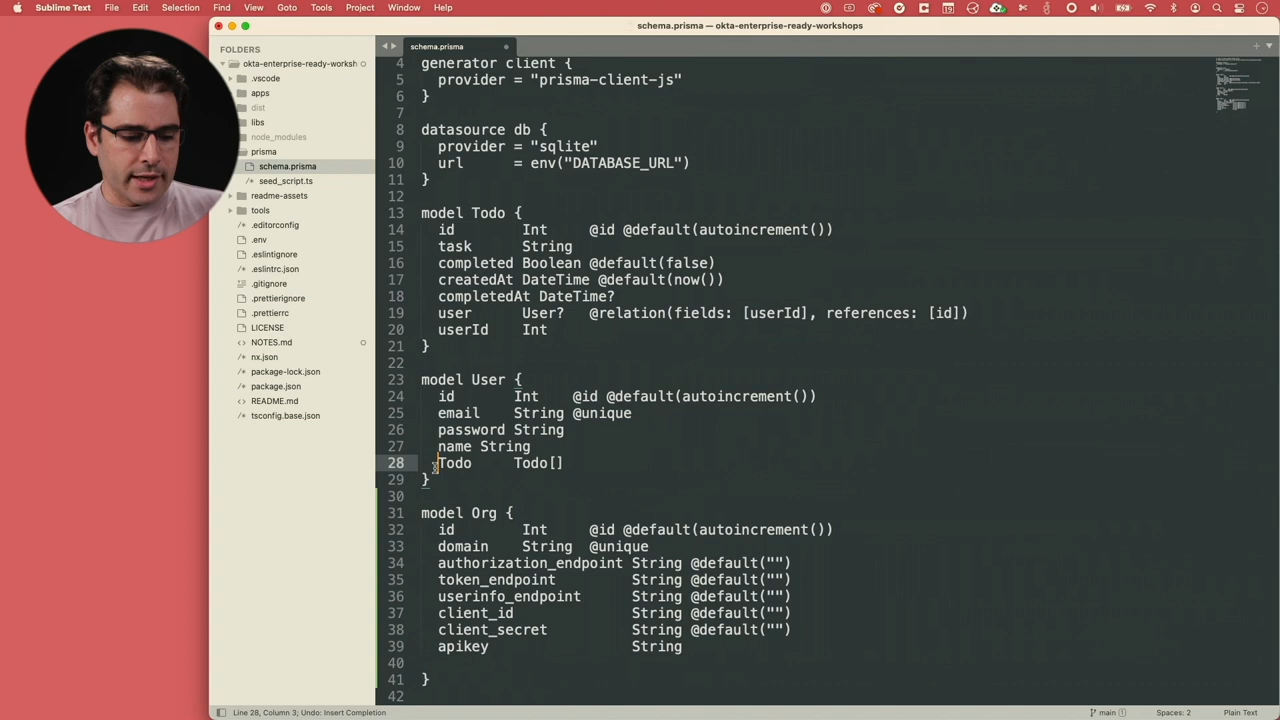 Sublime Text File Edit Selection Find View Goto Tools Project Window Help
schema.prisma — okta-enterprise-ready-workshops
FOLDERS
okta-enterprise-ready-worksh
.vscode
apps
dist
libs
node_modules
prisma
schema.prisma
/* seed_script.ts
readme-assets
tools
.editorconfig
.env
.eslintignore
/* .eslintrc.json
.gitignore
.prettierignore
.prettierrc
LICENSE
<> NOTES.md
/* nx.json
/* package-lock.json
/* package.json
<> README.md
/* tsconfig.base.json
schema.prisma
4 generator client {
5 provider = "prisma-client-js"
6 }
7
8 datasource db {
9 provider = "sqlite"
10 url = env("DATABASE_URL")
11 }
12
13 model Todo {
14 id Int @id @default(autoincrement())
15 task String
16 completed Boolean @default(false)
17 createdAt DateTime @default(now())
18 completedAt DateTime?
19 user User? @relation(fields: [userId], references: [id])
20 userId Int
21 }
22
23 model User {
24 id Int @id @default(autoincrement())
25 email String @unique
26 password String
27 name String
28 Todo Todo[]
29 }
30
31 model Org {
32 id Int @id @default(autoincrement())
33 domain String @unique
34 authorization_endpoint String @default("")
35 token_endpoint String @default("")
36 userinfo_endpoint String @default("")
37 client_id String @default("")
38 client_secret String @default("")
39 apikey String
40
41 }
42
Line 28, Column 3; Undo: Insert Completion
main 1
Spaces: 2
Plain Text